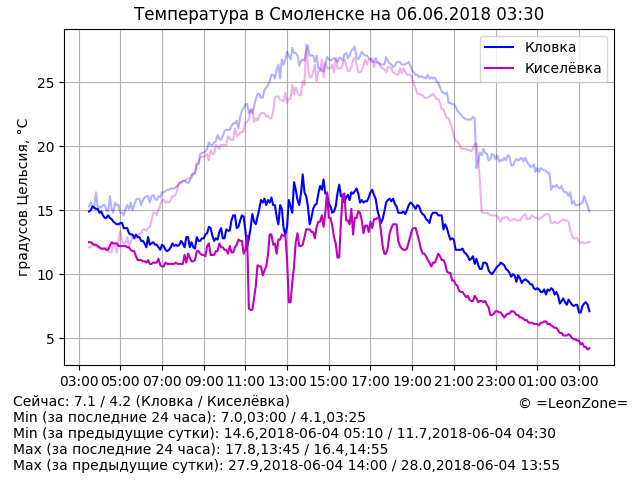 Температура в Смоленске на 06.06.2018 03:30
Кловка
Киселёвка
градусов Цельсия, °C
25
20
15
10
5
03:00 05:00 07:00 09:00 11:00 13:00 15:00 17:00 19:00 21:00 23:00 01:00 03:00
Сейчас: 7.1 / 4.2 (Кловка / Киселёвка)
© =LeonZone=
Min (за последние 24 часа): 7.0,03:00 / 4.1,03:25
Min (за предыдущие сутки): 14.6,2018-06-04 05:10 / 11.7,2018-06-04 04:30
Max (за последние 24 часа): 17.8,13:45 / 16.4,14:55
Max (за предыдущие сутки): 27.9,2018-06-04 14:00 / 28.0,2018-06-04 13:55